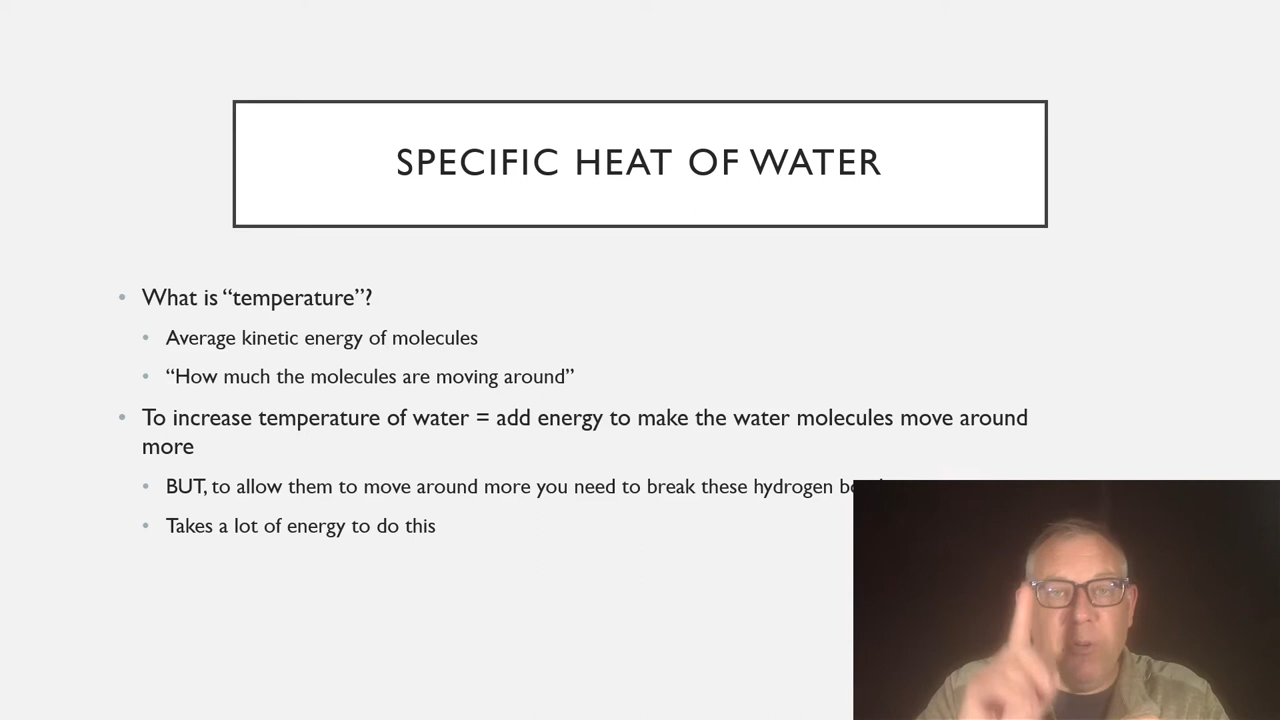 SPECIFIC HEAT OF WATER
• What is “temperature”?
• Average kinetic energy of molecules
• “How much the molecules are moving around”
• To increase temperature of water = add energy to make the water molecules move around
more
• BUT, to allow them to move around more you need to break these hydrogen
• Takes a lot of energy to do this